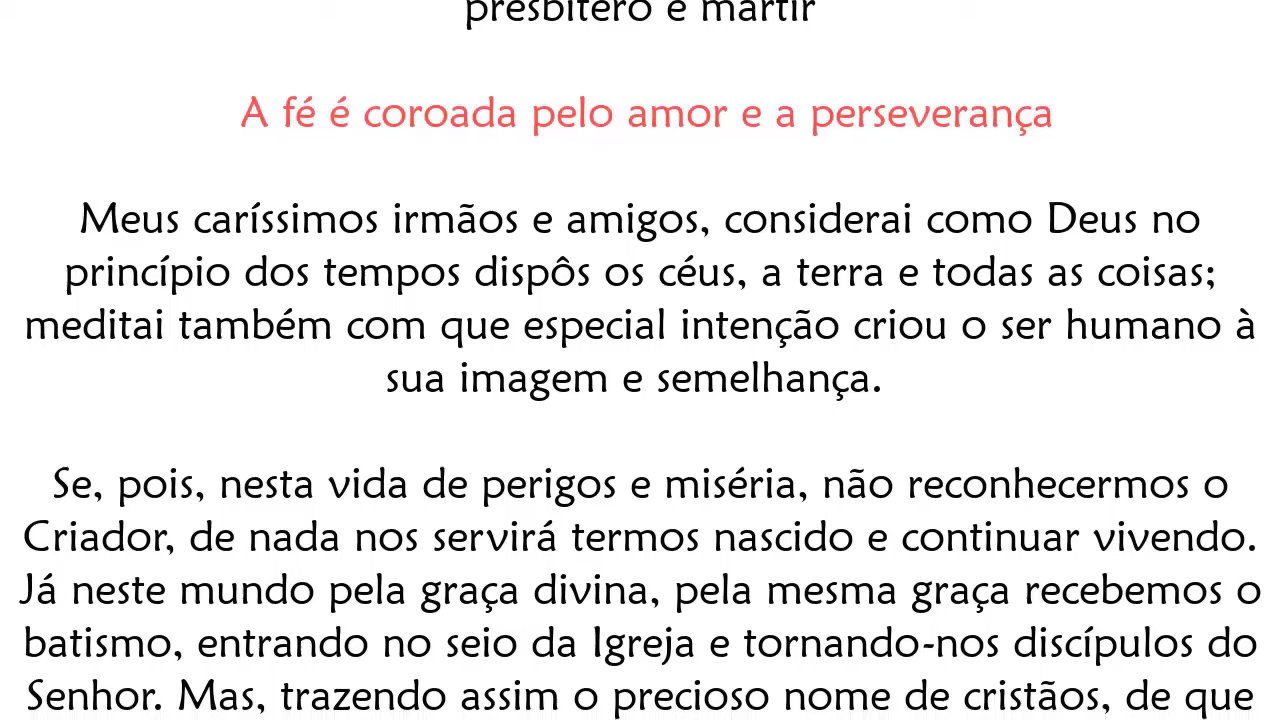 presbítero e mártir
A fé é coroada pelo amor e a perseverança
Meus caríssimos irmãos e amigos, considerai como Deus no
princípio dos tempos dispôs os céus, a terra e todas as coisas;
meditai também com que especial intenção criou o ser humano à
sua imagem e semelhança.
Se, pois, nesta vida de perigos e miséria, não reconhecermos o
Criador, de nada nos servirá termos nascido e continuar vivendo.
Já neste mundo pela graça divina, pela mesma graça recebemos o
batismo, entrando no seio da Igreja e tornando-nos discípulos do
Senhor. Mas, trazendo assim o precioso nome de cristãos, de que